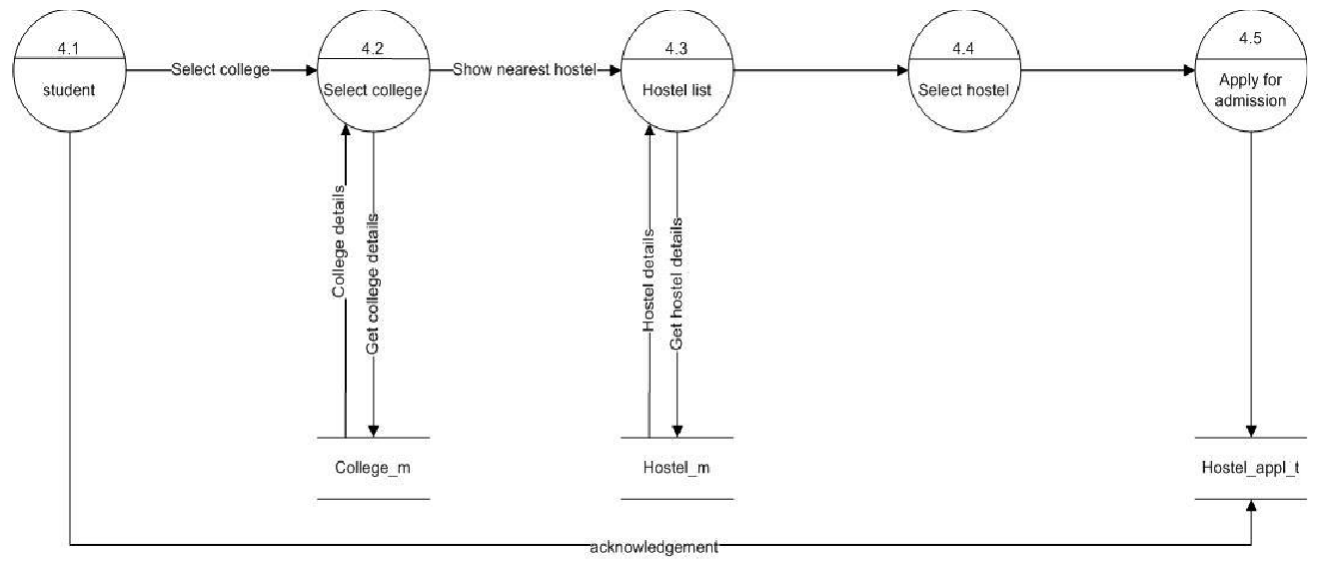 4.1
student
Select college
4.2
Select college
Show nearest hostel
4.3
Hostel list
4.4
Select hostel
4.5
Apply for
admission
College details
Get college details
Hostel details
Get hostel details
College_m
Hostel_m
Hostel_appl_t
acknowledgement